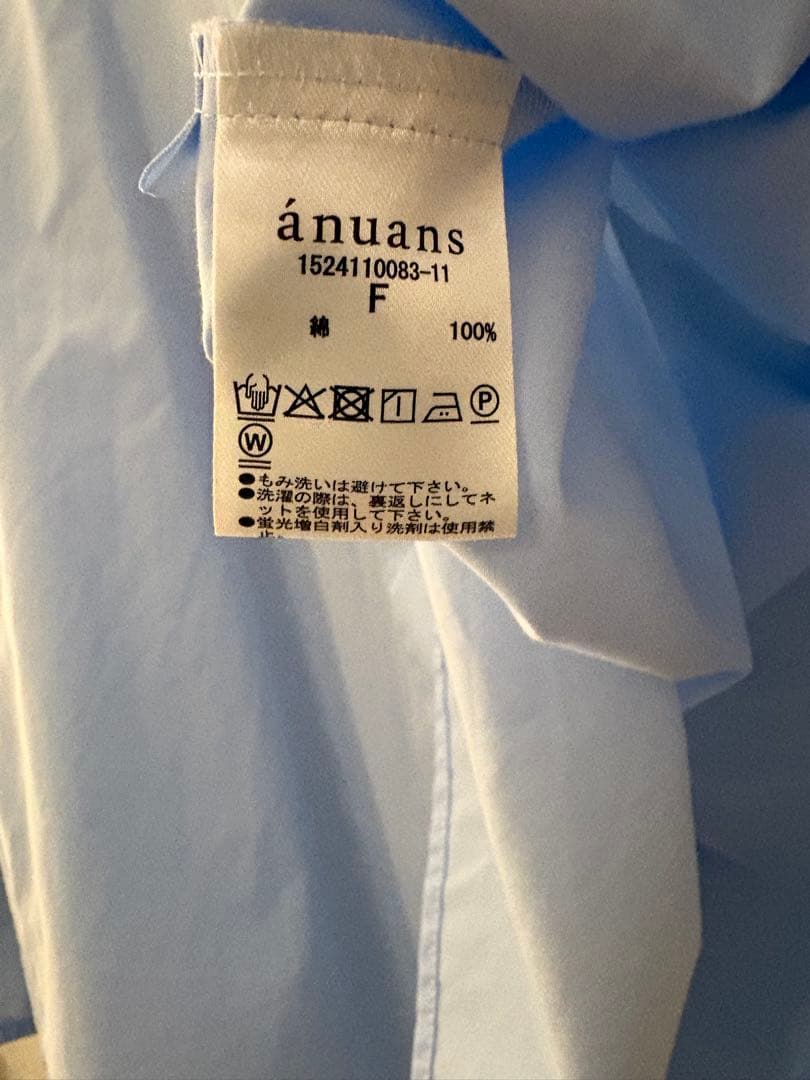 ánuans
1524110083-11
F
綿 100%
P
W
●もみ洗いは避けて下さい。
●洗濯の際は、裏返しにしてネ
ットを使用して下さい。
●蛍光増白剤入り洗剤は使用禁
止。